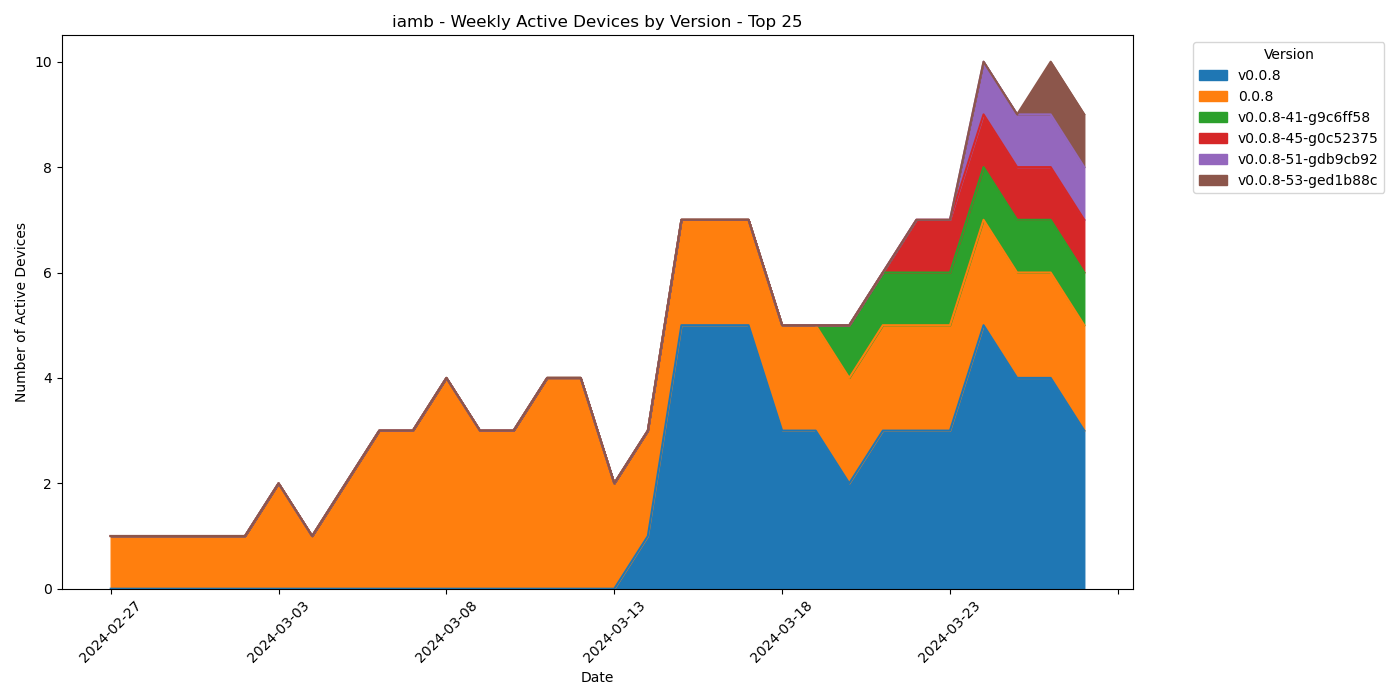 iamb - Weekly Active Devices by Version - Top 25
Number of Active Devices
10
8
6
4
2
0
2024-02-27
2024-03-03
2024-03-08
2024-03-13
2024-03-18
2024-03-23
Date
Version
v0.0.8
0.0.8
v0.0.8-41-g9c6ff58
v0.0.8-45-g0c52375
v0.0.8-51-gdb9cb92
v0.0.8-53-ged1b88c